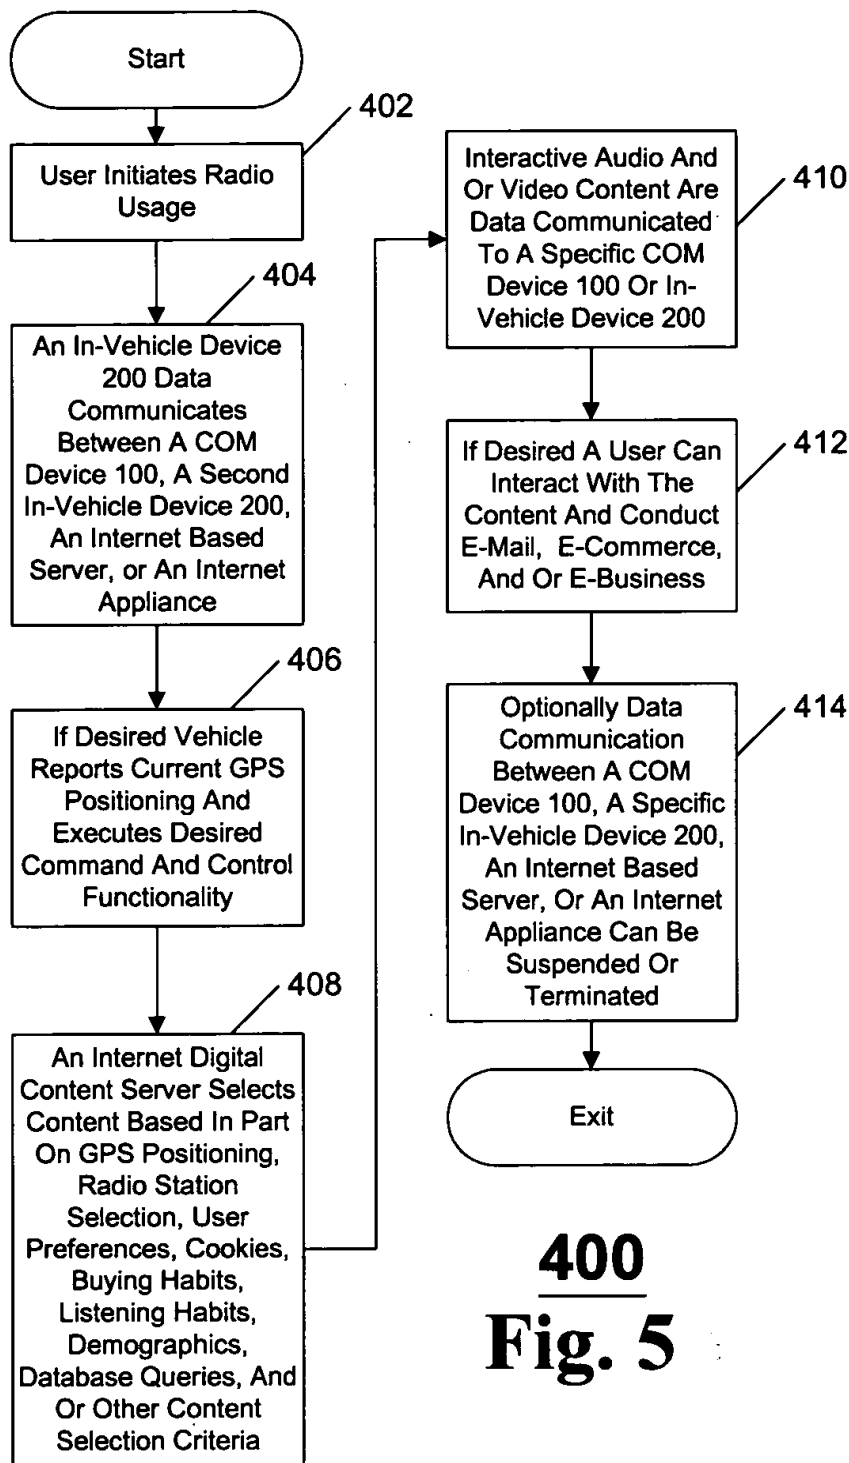 Start
402
User Initiates Radio
Usage
404
An In-Vehicle Device
200 Data
Communicates
Between A COM
Device 100, A Second
In-Vehicle Device 200,
An Internet Based
Server, or An Internet
Appliance
406
If Desired Vehicle
Reports Current GPS
Positioning And
Executes Desired
Command And Control
Functionality
408
An Internet Digital
Content Server Selects
Content Based In Part
On GPS Positioning,
Radio Station
Selection, User
Preferences, Cookies,
Buying Habits,
Listening Habits,
Demographics,
Database Queries, And
Or Other Content
Selection Criteria
Interactive Audio And
Or Video Content Are
Data Communicated
To A Specific COM
Device 100 Or In-
Vehicle Device 200
410
If Desired A User Can
Interact With The
Content And Conduct
E-Mail, E-Commerce,
And Or E-Business
412
Optionally Data
Communication
Between A COM
Device 100, A Specific
In-Vehicle Device 200,
An Internet Based
Server, Or An Internet
Appliance Can Be
Suspended Or
Terminated
414
Exit
400
Fig. 5